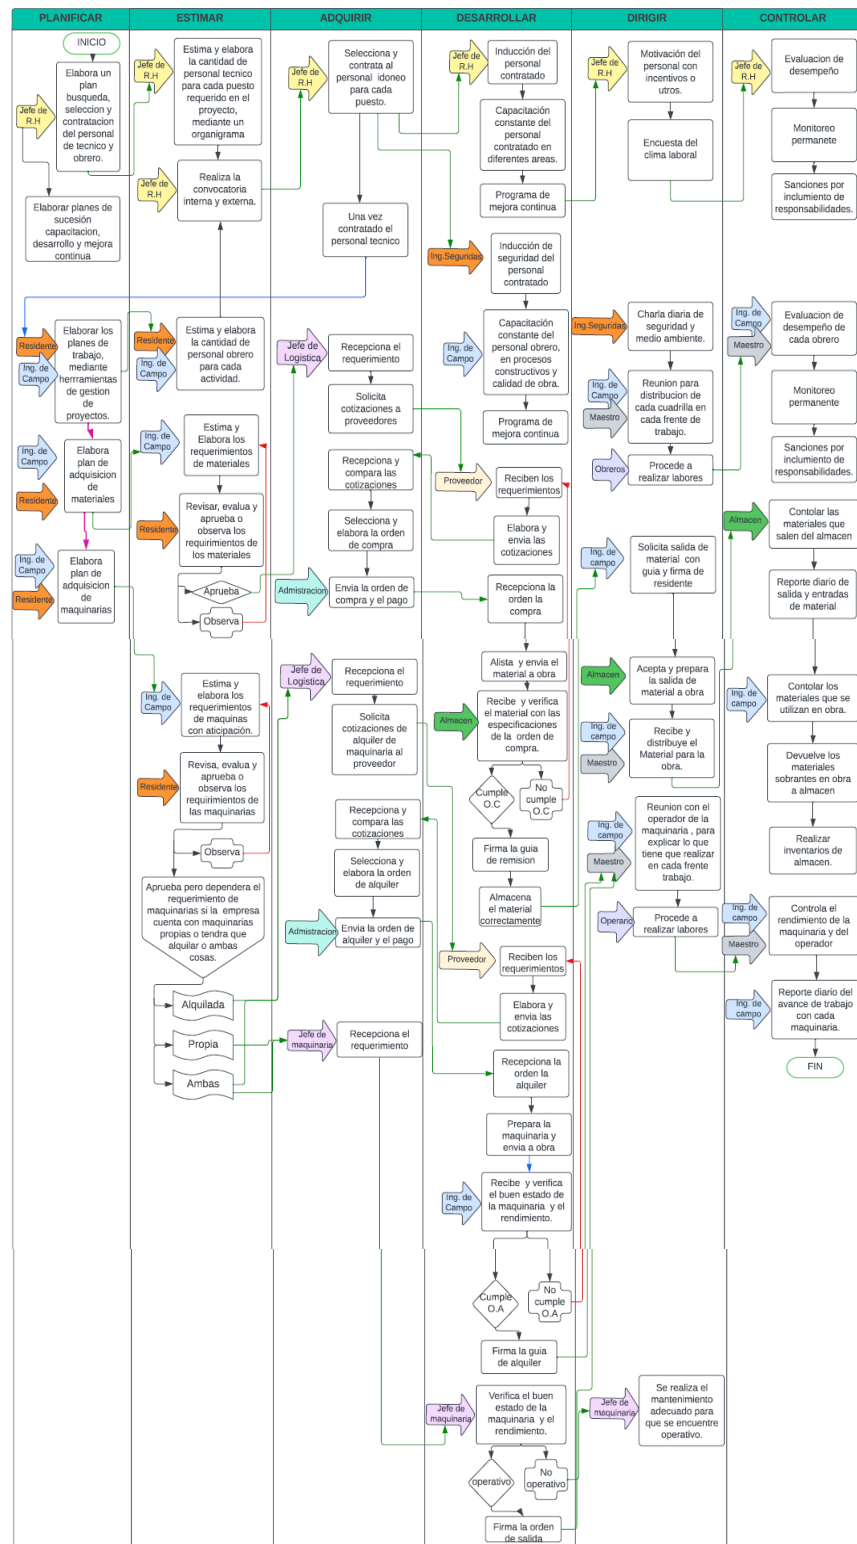 PLANIFICAR
ESTIMAR
ADQUIRIR
DESARROLLAR
DIRIGIR
CONTROLAR
INICIO
Jefe de
R.H
Elabora un
plan
busqueda,
seleccion y
contratacion
del personal
de tecnico y
obrero.
Elaborar planes de
sucesión
capacitacion,
desarrollo y mejora
continua
Residente
Ing. de
Campo
Elaborar los
planes de
trabajo,
mediante
herrramientas
de gestion
de
proyectos.
Ing. de
Campo
Residente
Elabora
plan de
adquisicion
de
materiales
Ing. de
Campo
Residente
Elabora
plan de
adquisicion
de
maquinarias
Jefe de
R.H
Estima y elabora
la cantidad de
personal tecnico
para cada puesto
requerido en el
proyecto,
mediante un
organigrama
Jefe de
R.H
Realiza la
convocatoria
interna y externa.
Residente
Ing. de
Campo
Estima y elabora
la cantidad de
personal obrero
para cada
actividad.
Ing. de
Campo
Estima y
Elabora los
requerimientos
de materiales
Residente
Revisar, evalua y
aprueba o
observa los
requrimientos de
los materiales
Aprueba
Observa
Ing. de
Campo
Estima y
elabora los
requerimientos
de maquinas
con aticipación.
Residente
Revisa, evalua y
aprueba o
observa los
requirimientos de
las maquinarias
Observa
Aprueba pero dependera el
requerimiento de
maquinarias si la empresa
cuenta con maquinarias
propias o tendra que
alquilar o ambas
cosas.
Alquilada
Propia
Ambas
Jefe de
R.H
Selecciona y
contrata al
personal idoneo
para cada
puesto.
Una vez
contratado el
personal tecnico
Jefe de
Logistica
Recepciona el
requerimiento
Solicita
cotizaciones a
proveedores
Recepciona y
compara las
cotizaciones
Selecciona y
elabora la orden
de compra
Admistracion
Envia la orden de
compra y el pago
Jefe de
Logistica
Recepciona el
requerimiento
Solicita
cotizaciones de
alquiler de
maquinaria al
proveedor
Recepciona y
compara las
cotizaciones
Selecciona y
elabora la orden
de alquiler
Admistracion
Envia la orden de
alquiler y el pago
Jefe de
maquinaria
Recepciona el
requerimiento
Jefe de
R.H
Inducción del
personal
contratado
Capacitación
constante del
personal
contratado en
diferentes areas.
Programa de
mejora continua
Ing.Seguridas
Inducción de
seguridad del
personal
contratado
Ing. de
Campo
Capacitación
constante del
personal obrero,
en procesos
constructivos y
calidad de obra.
Programa de
mejora continua
Proveedor
Reciben los
requerimientos
Elabora y
envia las
cotizaciones
Recepciona la
orden la
compra
Alista y envia el
material a obra
Almacen
Recibe y verifica
el material con las
especificaciones
de la orden de
compra.
Cumple
O.C
No
cumple
O.C
Firma la guia
de remision
Almacena
el material
correctamente
Proveedor
Reciben los
requerimientos
Elabora y
envia las
cotizaciones
Recepciona la
orden la
alquiler
Prepara la
maquinaria y
envia a obra
Ing. de
Campo
Recibe y verifica
el buen estado de
la maquinaria y el
rendimiento.
Cumple
O.A
No
cumple
O.A
Firma la guia de
alquiler
Jefe de
maquinaria
Verifica el buen
estado de la
maquinaria y el
rendimiento.
operativo
No
operativo
Firma la orden
de salida
Jefe de
R.H
Motivación del
personal con
incentivos o
otros.
Encuesta del
clima laboral
Ing.Seguridas
Charla diaria de
seguridad y
medio ambiente.
Ing. de
Campo
Maestro
Reunion para
distribucion de
cada cuadrilla en
cada frente de
trabajo.
Obreros
Procede a
realizar labores
Ing. de
campo
Solicita salida de
material con
guia y firma de
residente
Almacen
Acepta y prepara
la salida de
material a obra
Ing. de
campo
Maestro
Recibe y
distribuye el
Material para la
obra.
Ing. de
campo
Maestro
Reunion con el
operador de la
maquinaria , para
explicar lo que
tiene que realizar
en cada frente
trabajo.
Operario
Procede a
realizar labores
Jefe de
maquinaria
Se realiza el
mantenimiento
adecuado para
que se encuentre
operativo.
Jefe de
R.H
Evaluacion de
desempeño
Monitoreo
permanete
Sanciones por
inclumiento de
responsabilidades.
Ing. de
Campo
Maestro
Evaluacion de
desempeño de
cada obrero
Monitoreo
permanente
Sanciones por
inclumiento de
responsabilidades.
Almacen
Contolar las
materiales que
salen del almacen
Reporte diario de
salida y entradas
de material
Ing. de
campo
Contolar los
materiales que se
utilizan en obra.
Devuelve los
materiales
sobrantes en obra
a almacen
Realizar
inventarios de
almacen.
Ing. de
campo
Maestro
Controla el
rendimiento de la
maquinaria y del
operador
Ing. de
campo
Reporte diario del
avance de trabajo
con cada
maquinaria.
FIN